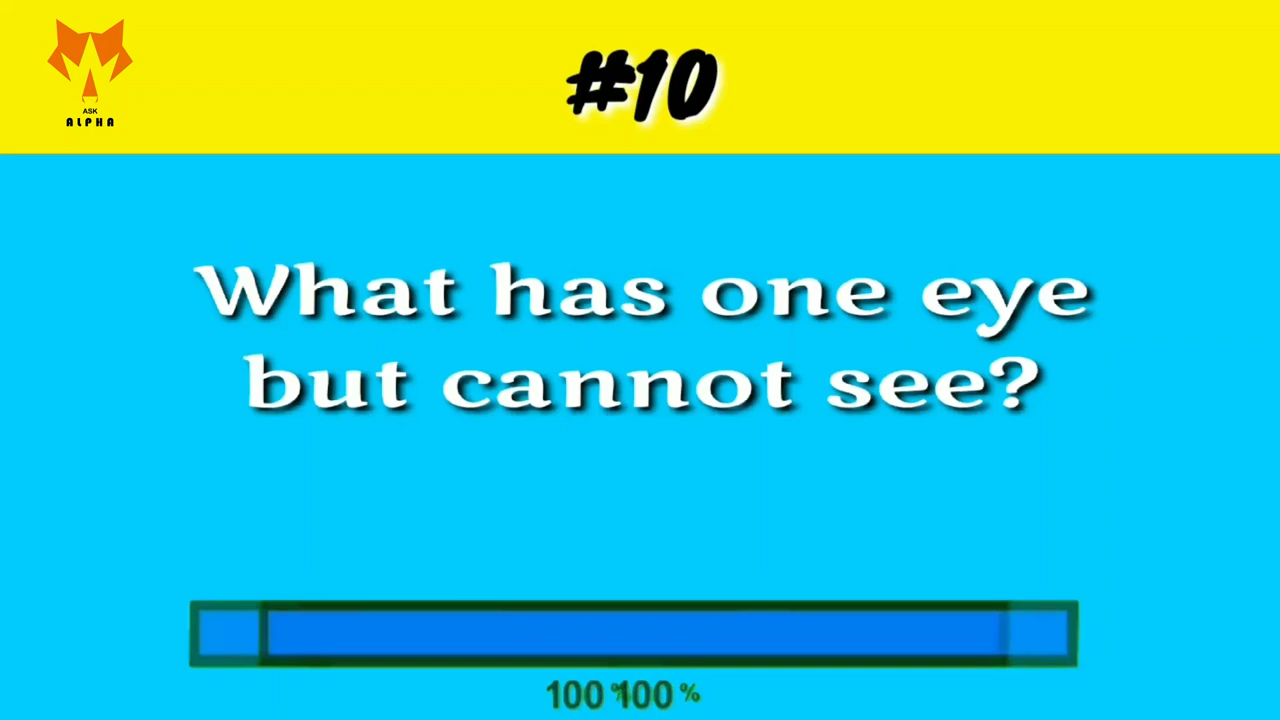 ASK
ALPHA
#10
What has one eye
but cannot see?
100 % 100 %